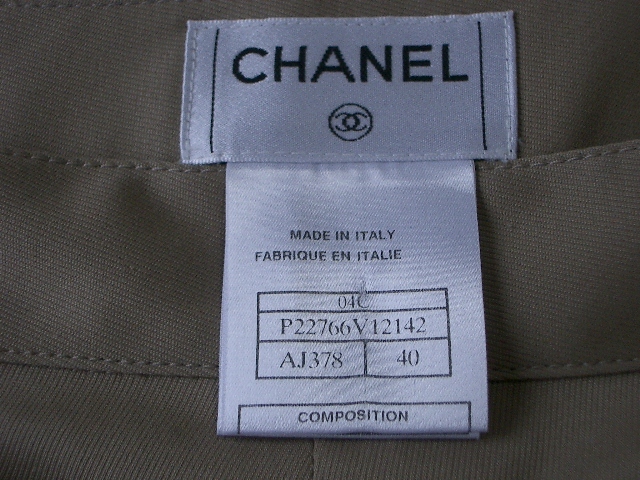 CHANEL
MADE IN ITALY
FABRIQUE EN ITALIE
04C
P22766V12142
AJ378 40
COMPOSITION